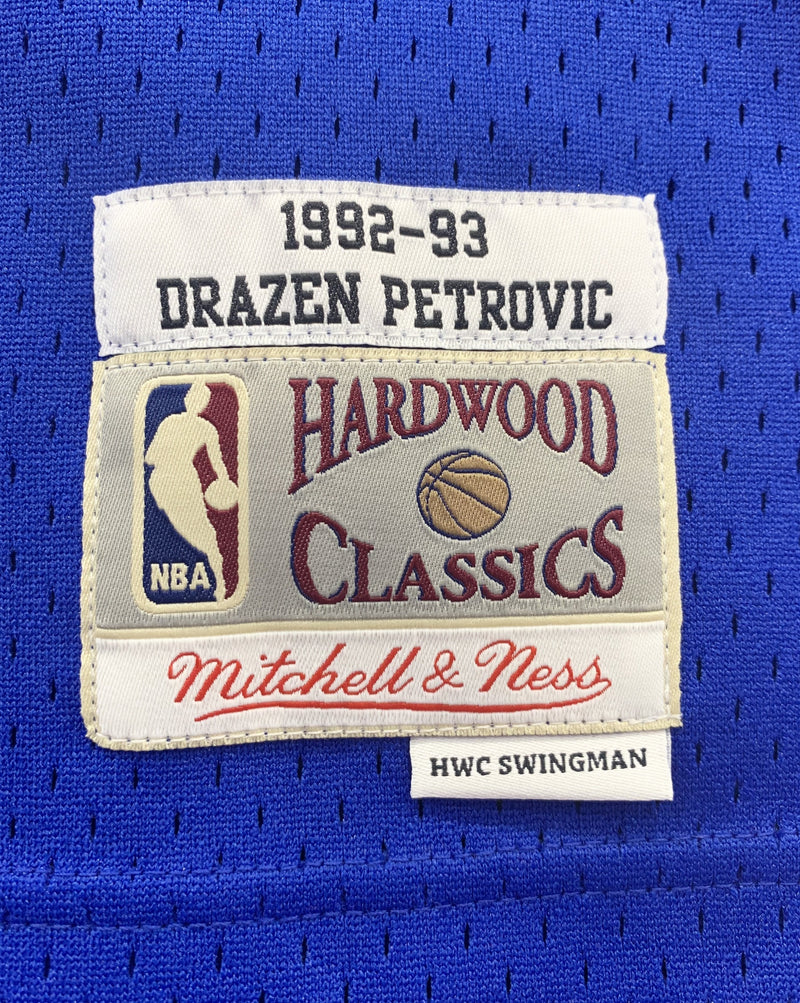 1992-93
DRAZEN PETROVIC
HARDWOOD
CLASSICS
NBA
Mitchell & Ness
HWC SWINGMAN